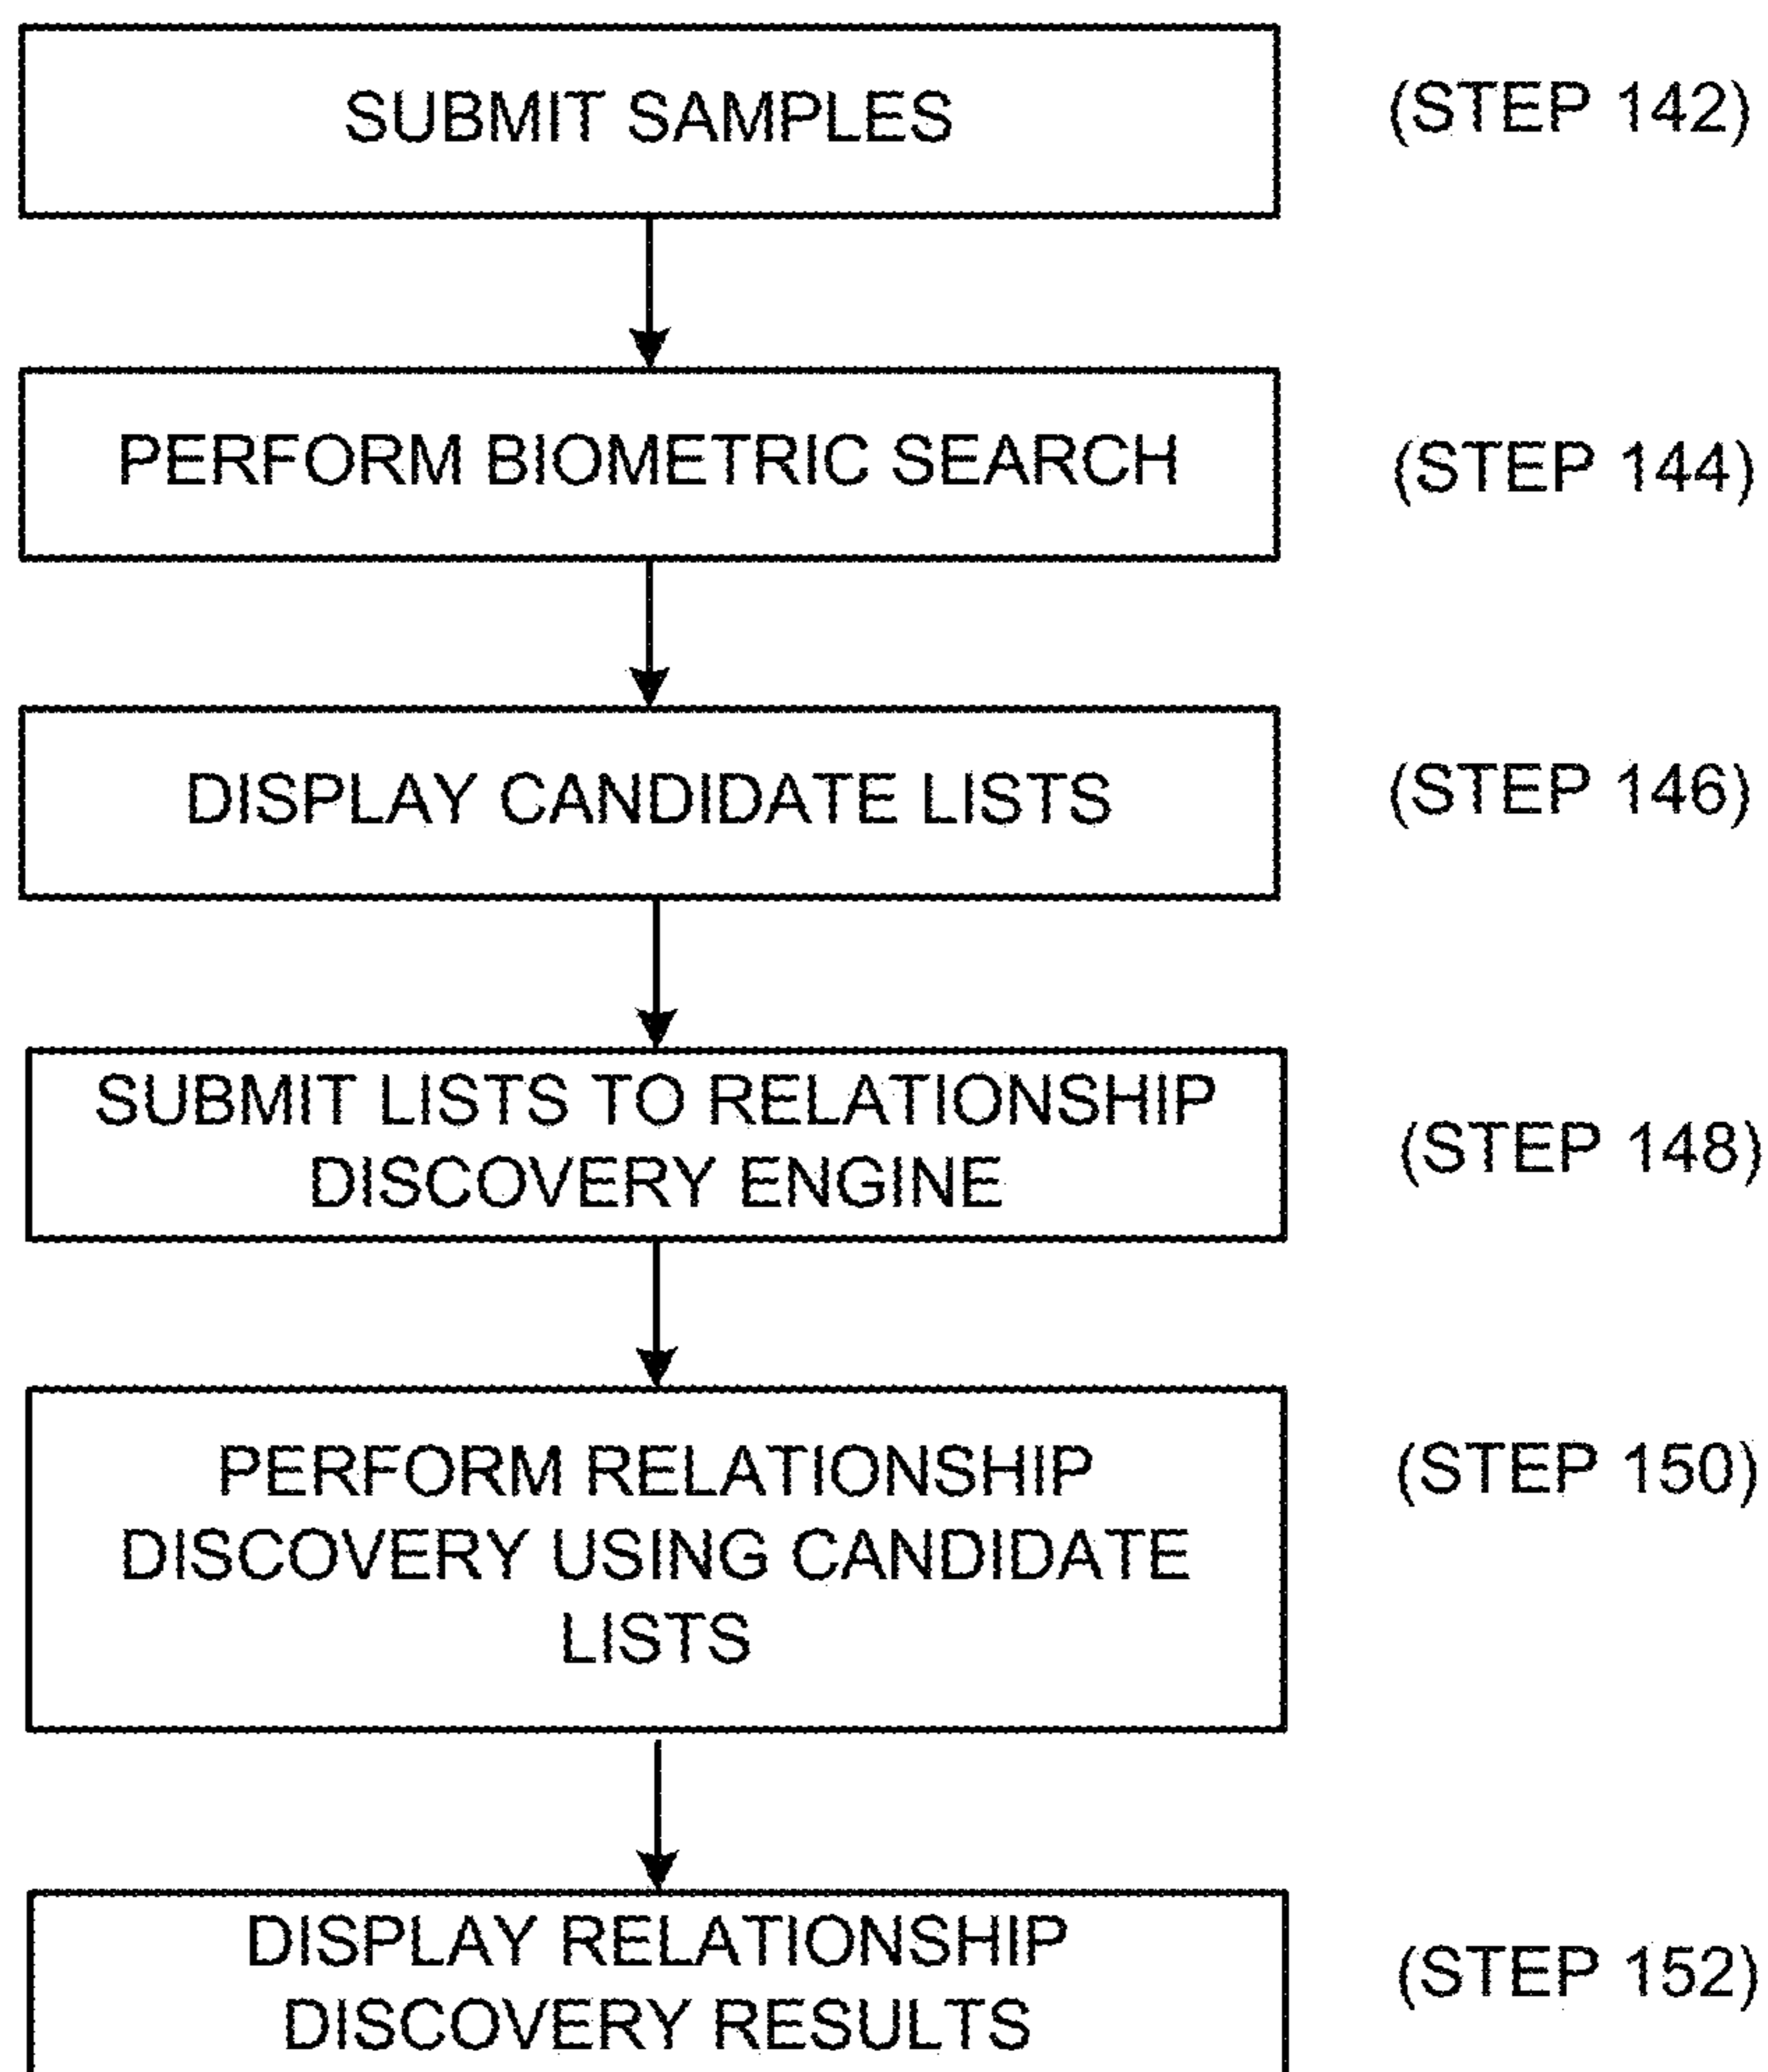 SUBMIT SAMPLES (STEP 142)
PERFORM BIOMETRIC SEARCH (STEP 144)
DISPLAY CANDIDATE LISTS (STEP 146)
SUBMIT LISTS TO RELATIONSHIP
DISCOVERY ENGINE
(STEP 148)
PERFORM RELATIONSHIP
DISCOVERY USING CANDIDATE
LISTS
(STEP 150)
DISPLAY RELATIONSHIP
DISCOVERY RESULTS
(STEP 152)